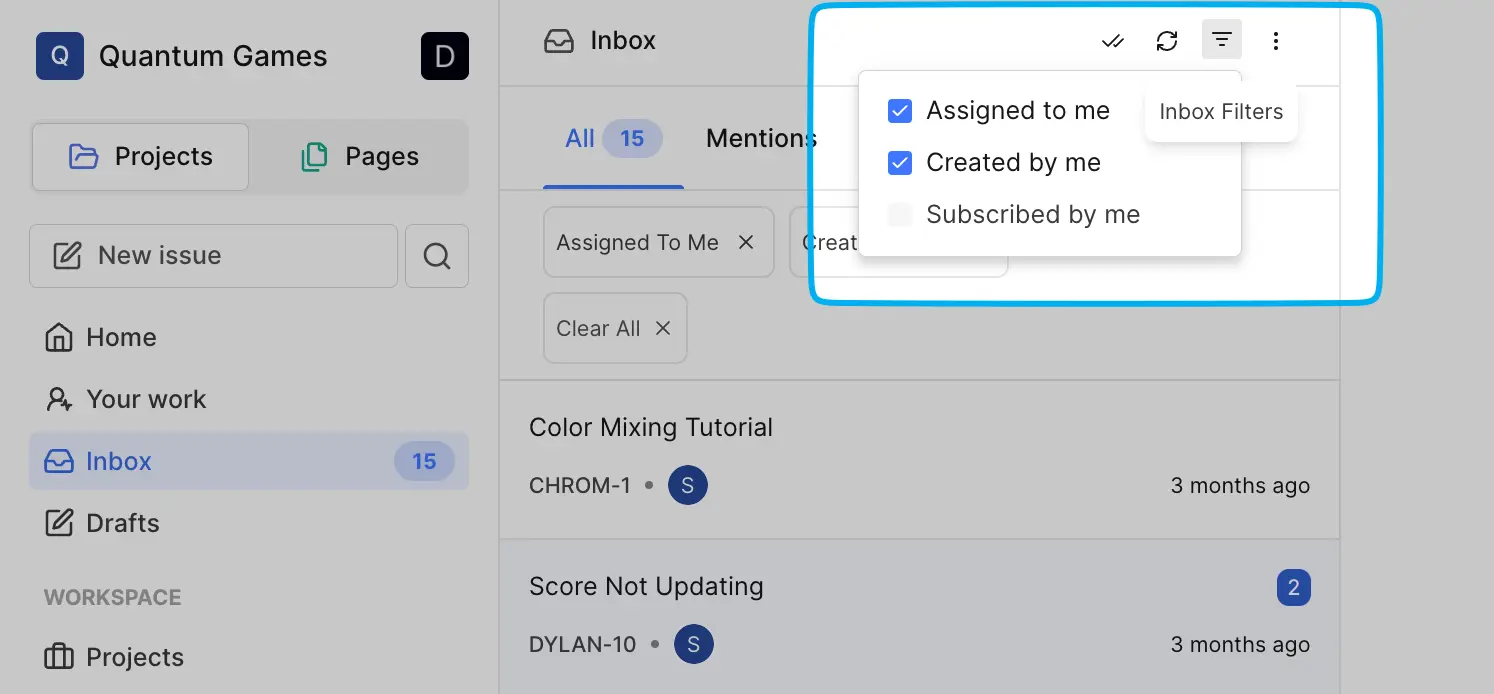 Q Quantum Games D
Projects Pages
New issue
Home
Your work
Inbox 15
Drafts
WORKSPACE
Projects
Inbox
All 15 Mentions
Assigned to me
Created by me
Subscribed by me
Inbox Filters
Assigned To Me
Clear All
Color Mixing Tutorial
CHROM-1 • S 3 months ago
Score Not Updating 2
DYLAN-10 • S 3 months ago